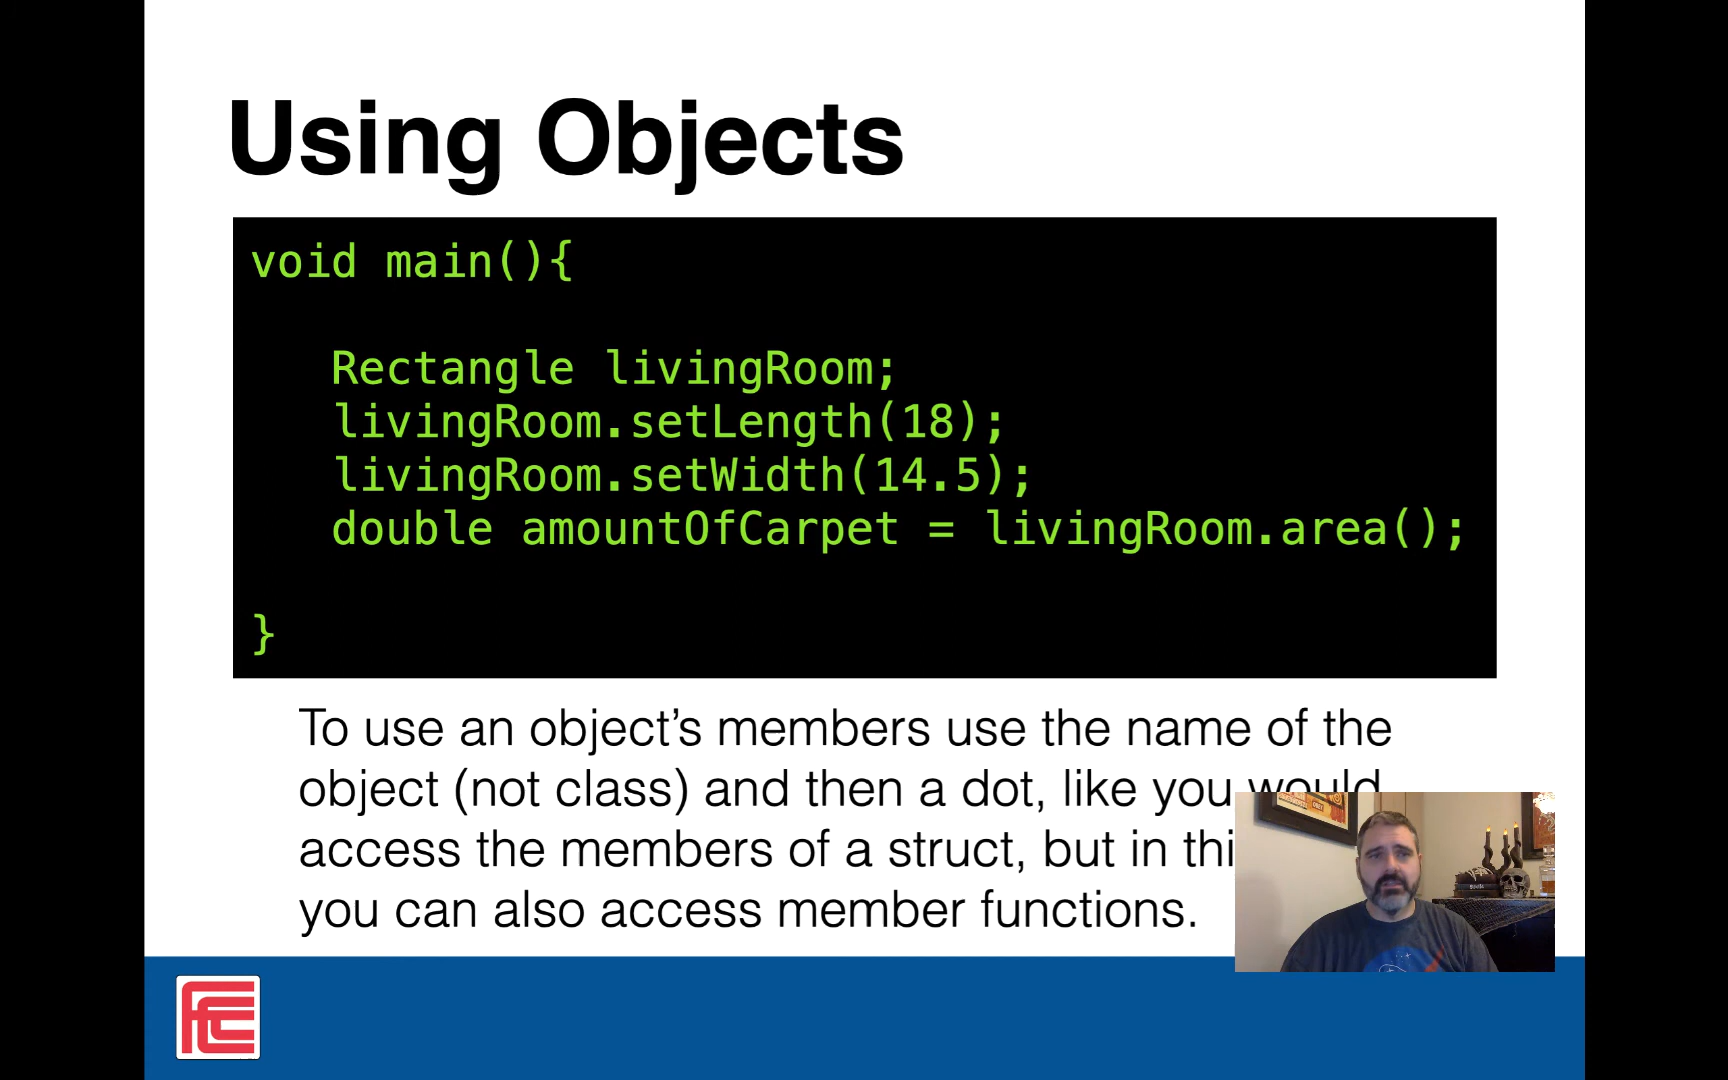 Using Objects
void main(){
Rectangle livingRoom;
livingRoom.setLength(18);
livingRoom.setWidth(14.5);
double amountOfCarpet = livingRoom.area();
}
To use an object’s members use the name of the
object (not class) and then a dot, like you would
access the members of a struct, but in thi
you can also access member functions.
FCC